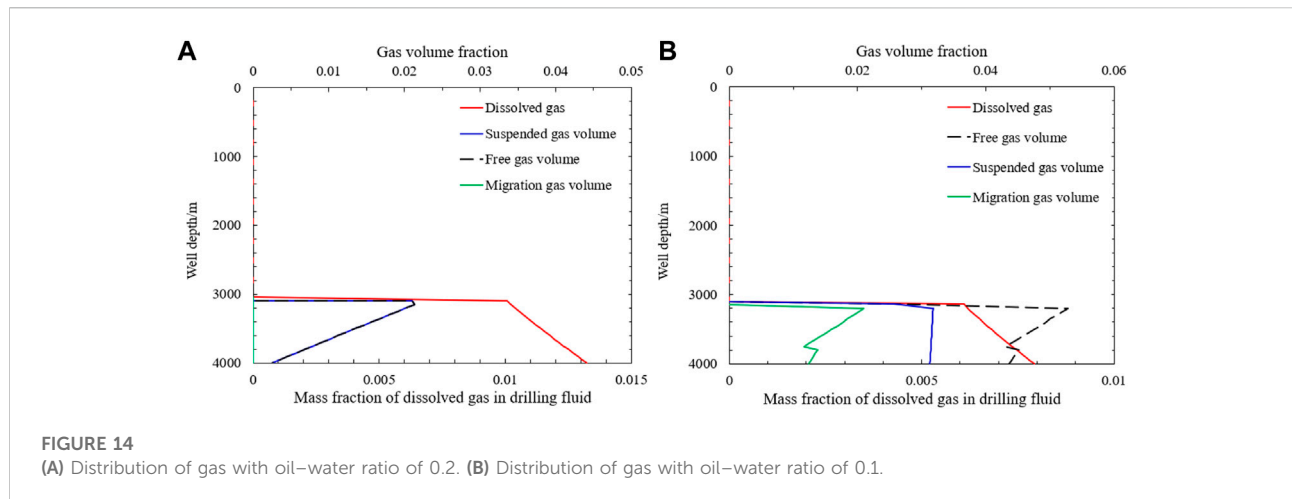 A
Gas volume fraction
0 0.01 0.02 0.03 0.04 0.05
0
1000
2000
3000
4000
Well depth/m
Dissolved gas
Suspended gas volume
Free gas volume
Migration gas volume
0 0.005 0.01 0.015
Mass fraction of dissolved gas in drilling fluid
B
Gas volume fraction
0 0.02 0.04 0.06
0
1000
2000
3000
4000
Well depth/m
Dissolved gas
Free gas volume
Suspended gas volume
Migration gas volume
0 0.005 0.01
Mass fraction of dissolved gas in drilling fluid
FIGURE 14
(A) Distribution of gas with oil–water ratio of 0.2. (B) Distribution of gas with oil–water ratio of 0.1.